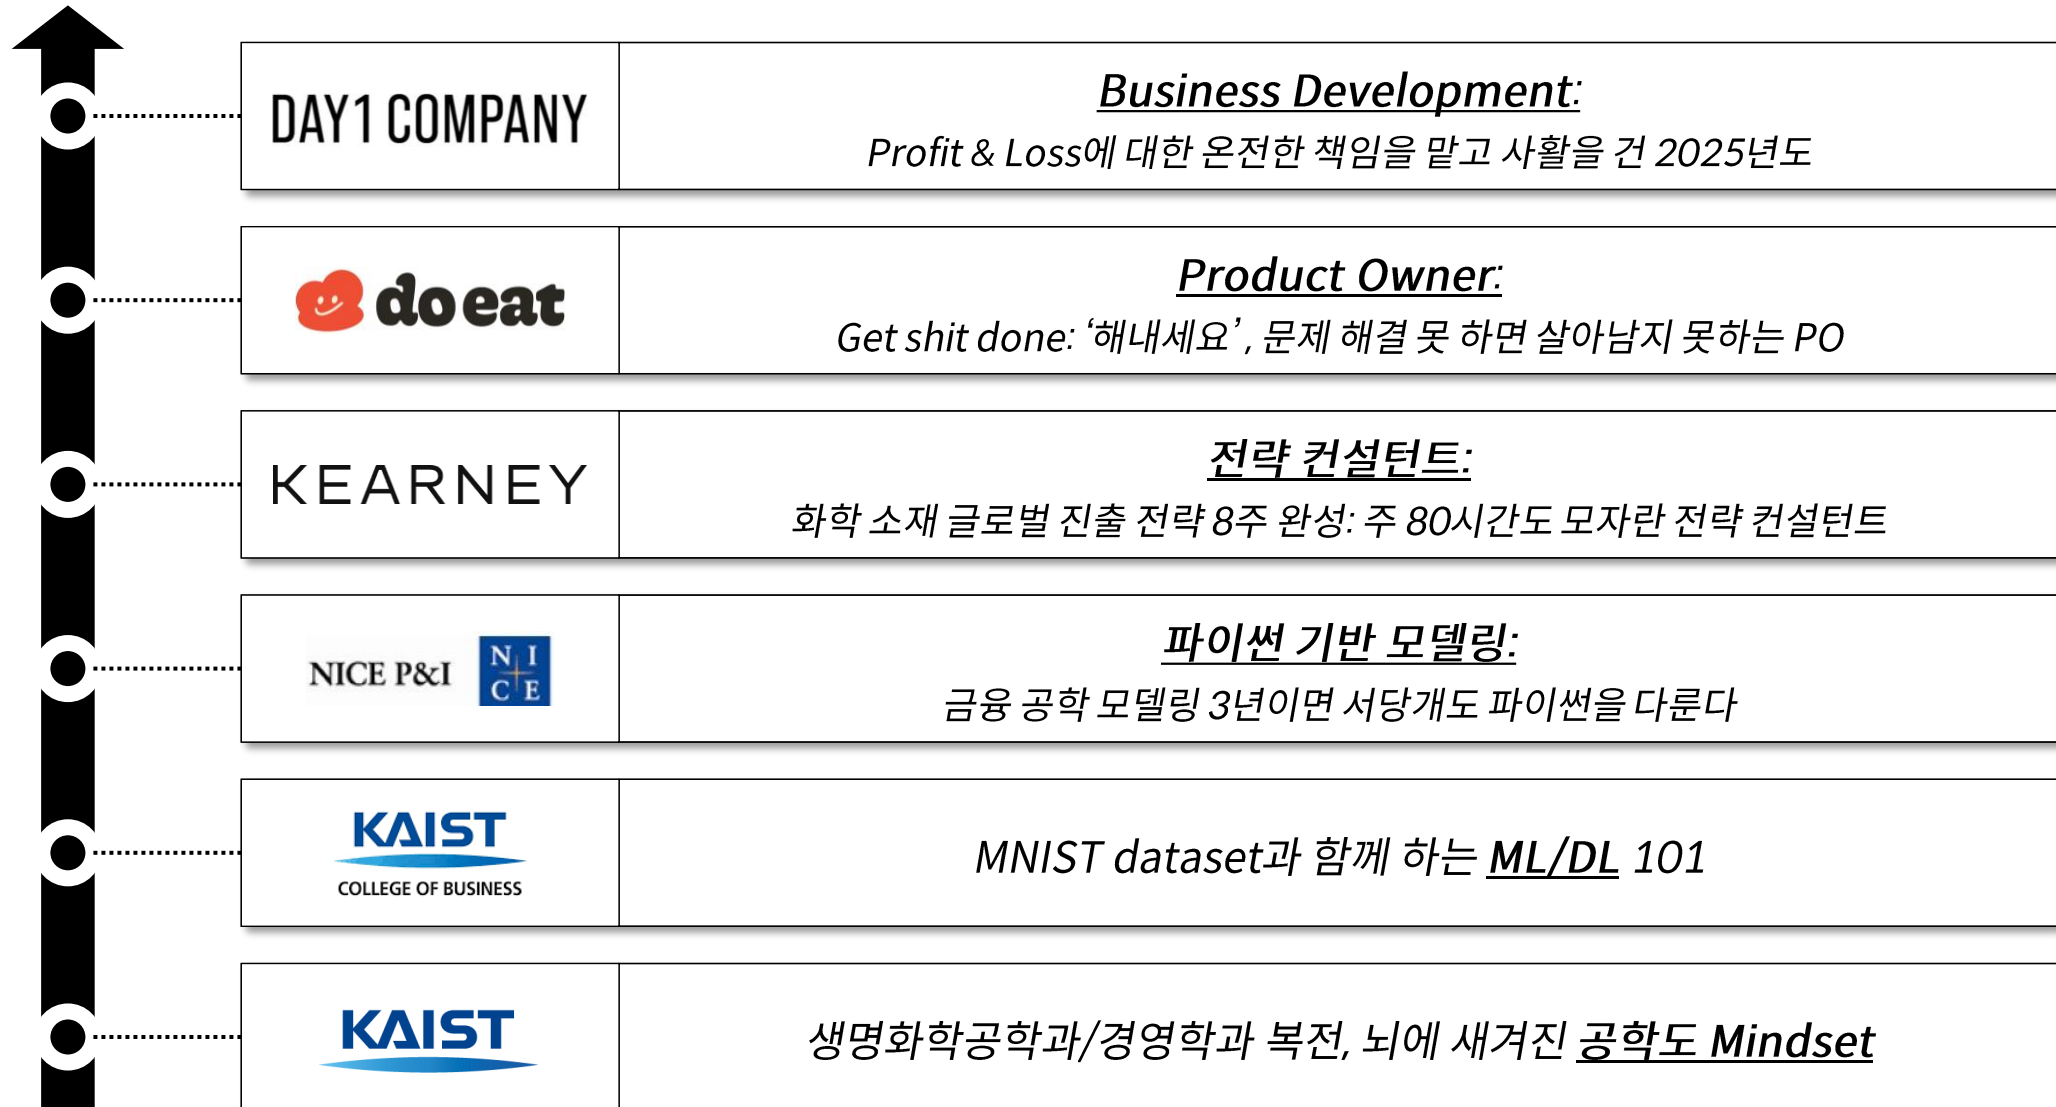 DAY1 COMPANY
Business Development:
Profit & Loss에 대한 온전한 책임을 맡고 사활을 건 2025년도
do eat
Product Owner:
Get shit done: ‘해내세요’, 문제 해결 못 하면 살아남지 못하는 PO
KEARNEY
전략 컨설턴트:
화학 소재 글로벌 진출 전략 8주 완성: 주 80시간도 모자란 전략 컨설턴트
NICE P&I
NI
CE
파이썬 기반 모델링:
금융 공학 모델링 3년이면 서당개도 파이썬을 다룬다
KAIST
COLLEGE OF BUSINESS
MNIST dataset과 함께 하는 ML/DL 101
KAIST
생명화학공학과/경영학과 복전, 뇌에 새겨진 공학도 Mindset